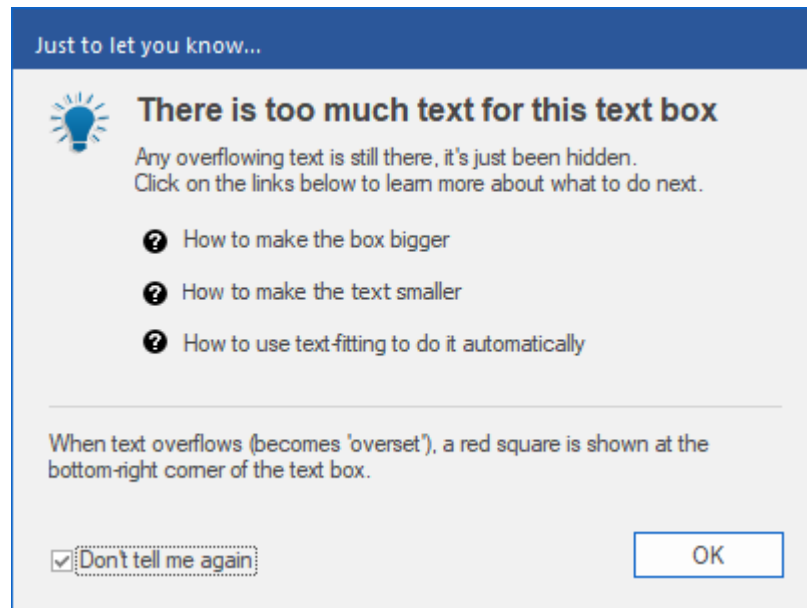 Just to let you know...
There is too much text for this text box
Any overflowing text is still there, it's just been hidden.
Click on the links below to learn more about what to do next.
How to make the box bigger
How to make the text smaller
How to use text-fitting to do it automatically
When text overflows (becomes 'overset'), a red square is shown at the
bottom-right corner of the text box.
Don't tell me again
OK